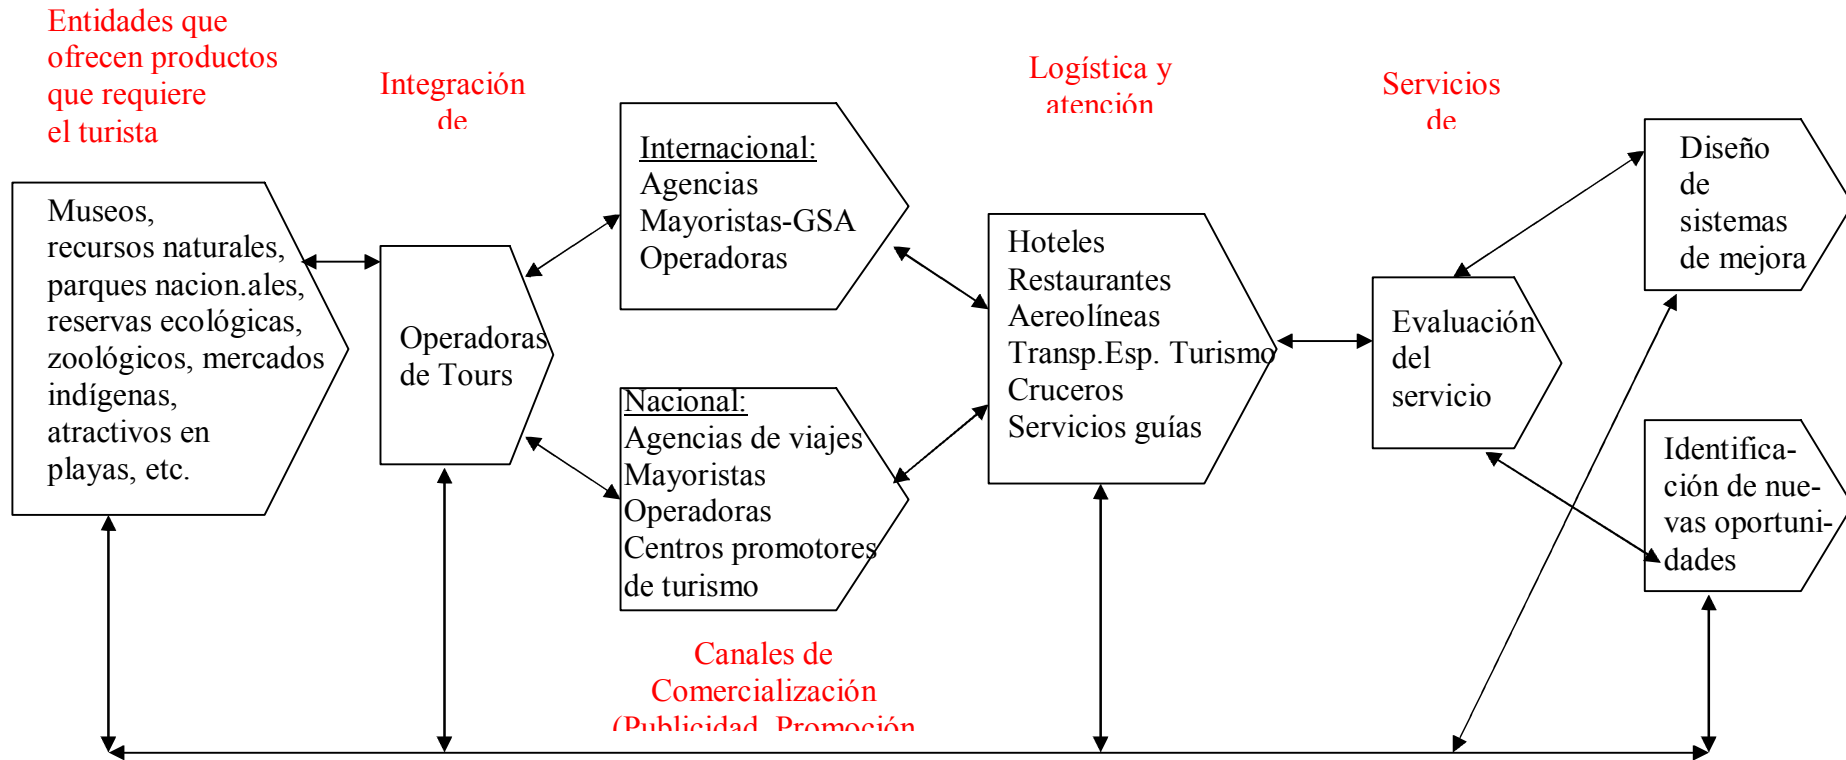 Entidades que
ofrecen productos
que requiere
el turista
Museos,
recursos naturales,
parques nacion.ales,
reservas ecológicas,
zoológicos, mercados
indígenas,
atractivos en
playas, etc.
Integración
de
Operadoras
de Tours
Internacional:
Agencias
Mayoristas-GSA
Operadoras
Nacional:
Agencias de viajes
Mayoristas
Operadoras
Centros promotores
de turismo
Canales de
Comercialización
(Publicidad, Promoción
Logística y
atención
Hoteles
Restaurantes
Aereolíneas
Transp.Esp. Turismo
Cruceros
Servicios guías
Servicios
de
Evaluación
del
servicio
Diseño
de
sistemas
de mejora
Identifica-
ción de nue-
vas oportuni-
dades